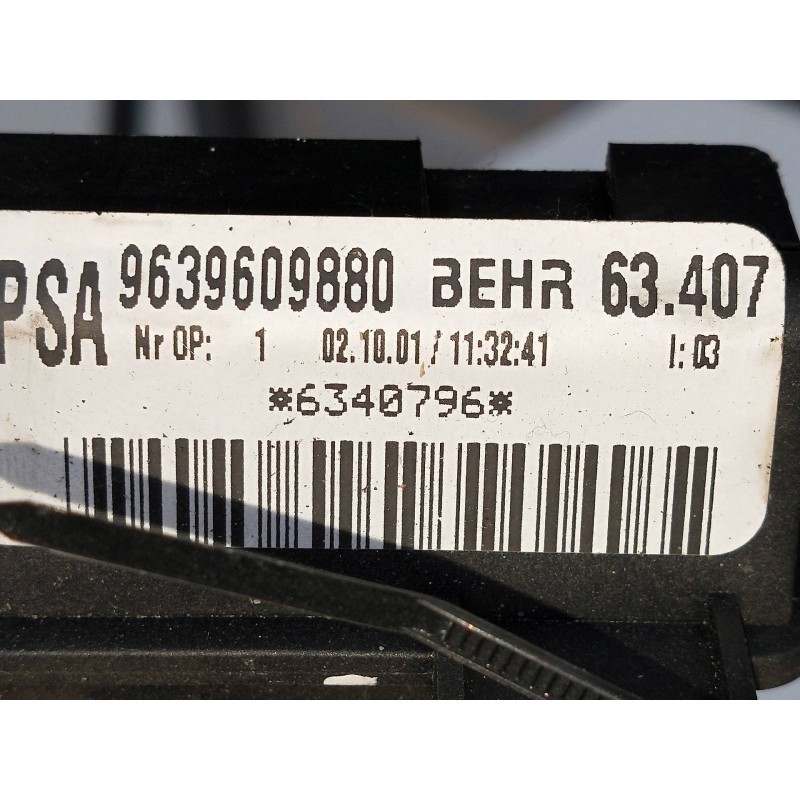 PSA 9639609880 BEHR 63.407
Nr OP: 1 02.10.01 / 11:32:41 I: 03
*6340796*